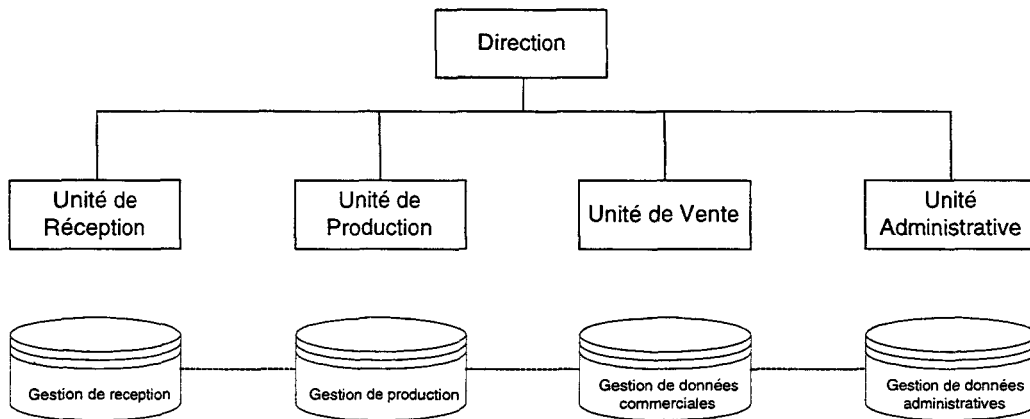 Direction
Unité de
Réception
Unité de
Production
Unité de Vente
Unité
Administrative
Gestion de reception
Gestion de production
Gestion de données
commerciales
Gestion de données
administratives